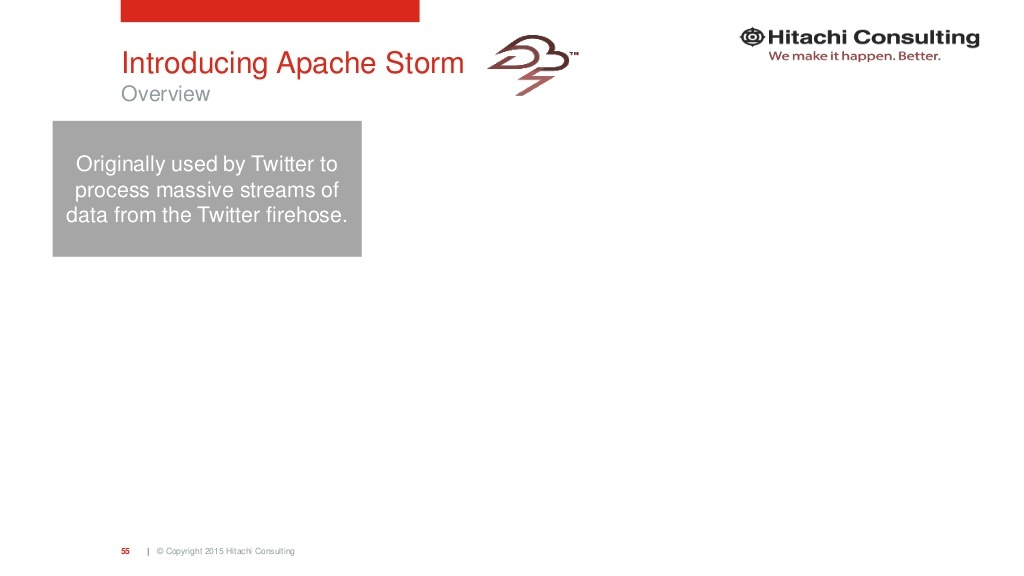 Introducing Apache Storm
™
Hitachi Consulting
We make it happen. Better.
Overview
Originally used by Twitter to
process massive streams of
data from the Twitter firehose.
55 | © Copyright 2015 Hitachi Consulting